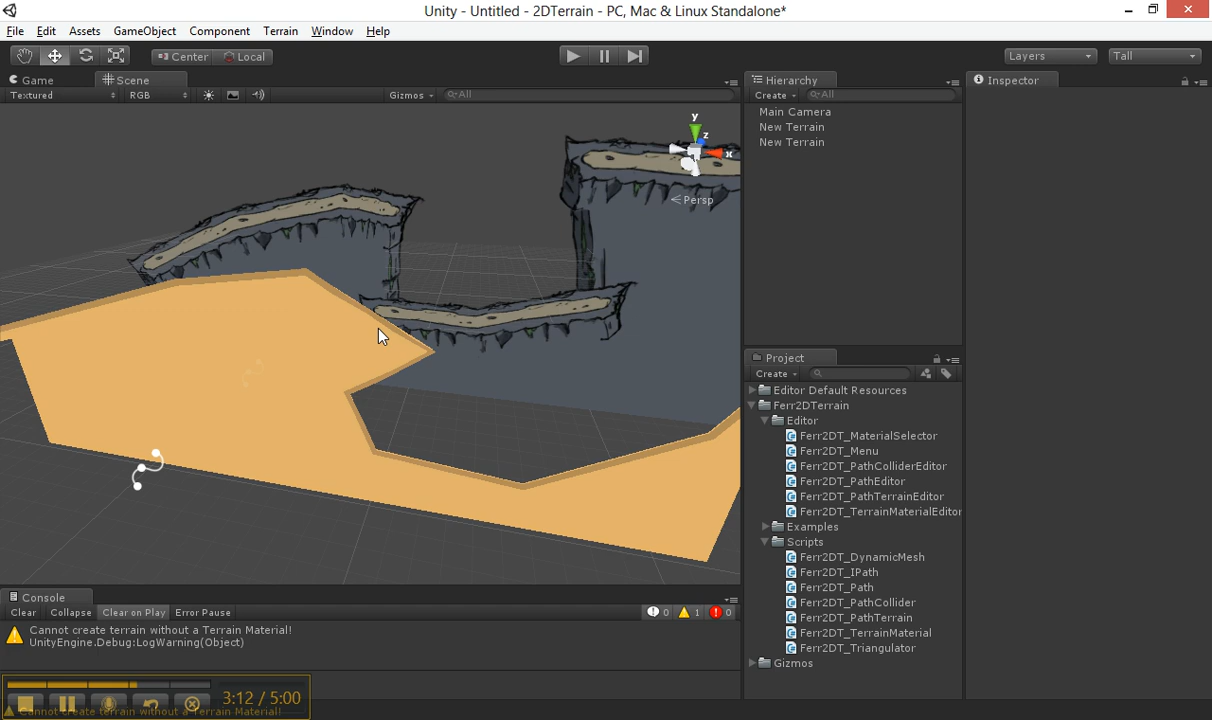 Unity - Untitled - 2DTerrain - PC, Mac & Linux Standalone*
File Edit Assets GameObject Component Terrain Window Help
Center Local Layers Tall
Game Scene
Textured RGB Gizmos All
y
z
x
Persp
Hierarchy
Create All
Main Camera
New Terrain
New Terrain
Inspector
Project
Create
Editor Default Resources
Ferr2DTerrain
Editor
Ferr2DT_MaterialSelector
Ferr2DT_Menu
Ferr2DT_PathColliderEditor
Ferr2DT_PathEditor
Ferr2DT_PathTerrainEditor
Ferr2DT_TerrainMaterialEditor
Examples
Scripts
Ferr2DT_DynamicMesh
Ferr2DT_IPath
Ferr2DT_Path
Ferr2DT_PathCollider
Ferr2DT_PathTerrain
Ferr2DT_TerrainMaterial
Ferr2DT_Triangulator
Gizmos
Console
Clear Collapse Clear on Play Error Pause 0 1 0
Cannot create terrain without a Terrain Material!
UnityEngine.Debug:LogWarning(Object)
3:12 / 5:00
Cannot create terrain without a Terrain Material!